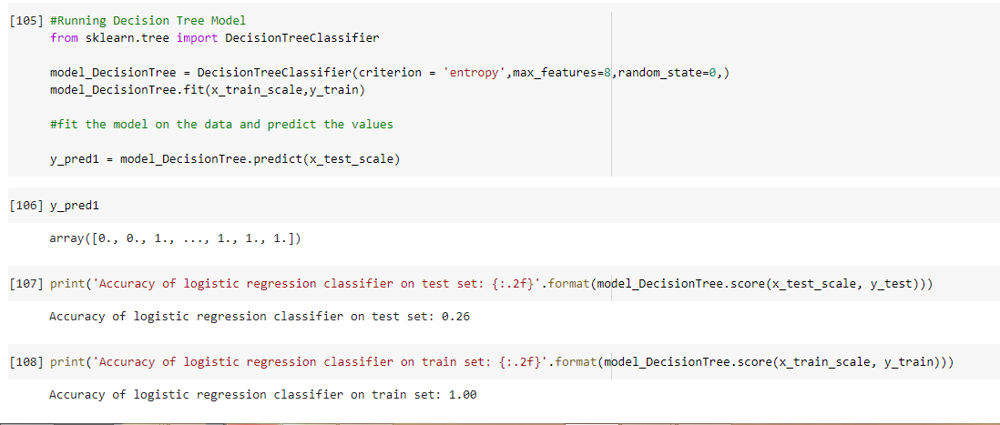 [105] #Running Decision Tree Model
from sklearn.tree import DecisionTreeClassifier
model_DecisionTree = DecisionTreeClassifier(criterion = 'entropy',max_features=8,random_state=0,)
model_DecisionTree.fit(x_train_scale,y_train)
#fit the model on the data and predict the values
y_pred1 = model_DecisionTree.predict(x_test_scale)
[106] y_pred1
array([0., 0., 1., ..., 1., 1., 1.])
[107] print('Accuracy of logistic regression classifier on test set: {:.2f}'.format(model_DecisionTree.score(x_test_scale, y_test)))
Accuracy of logistic regression classifier on test set: 0.26
[108] print('Accuracy of logistic regression classifier on train set: {:.2f}'.format(model_DecisionTree.score(x_train_scale, y_train)))
Accuracy of logistic regression classifier on train set: 1.00